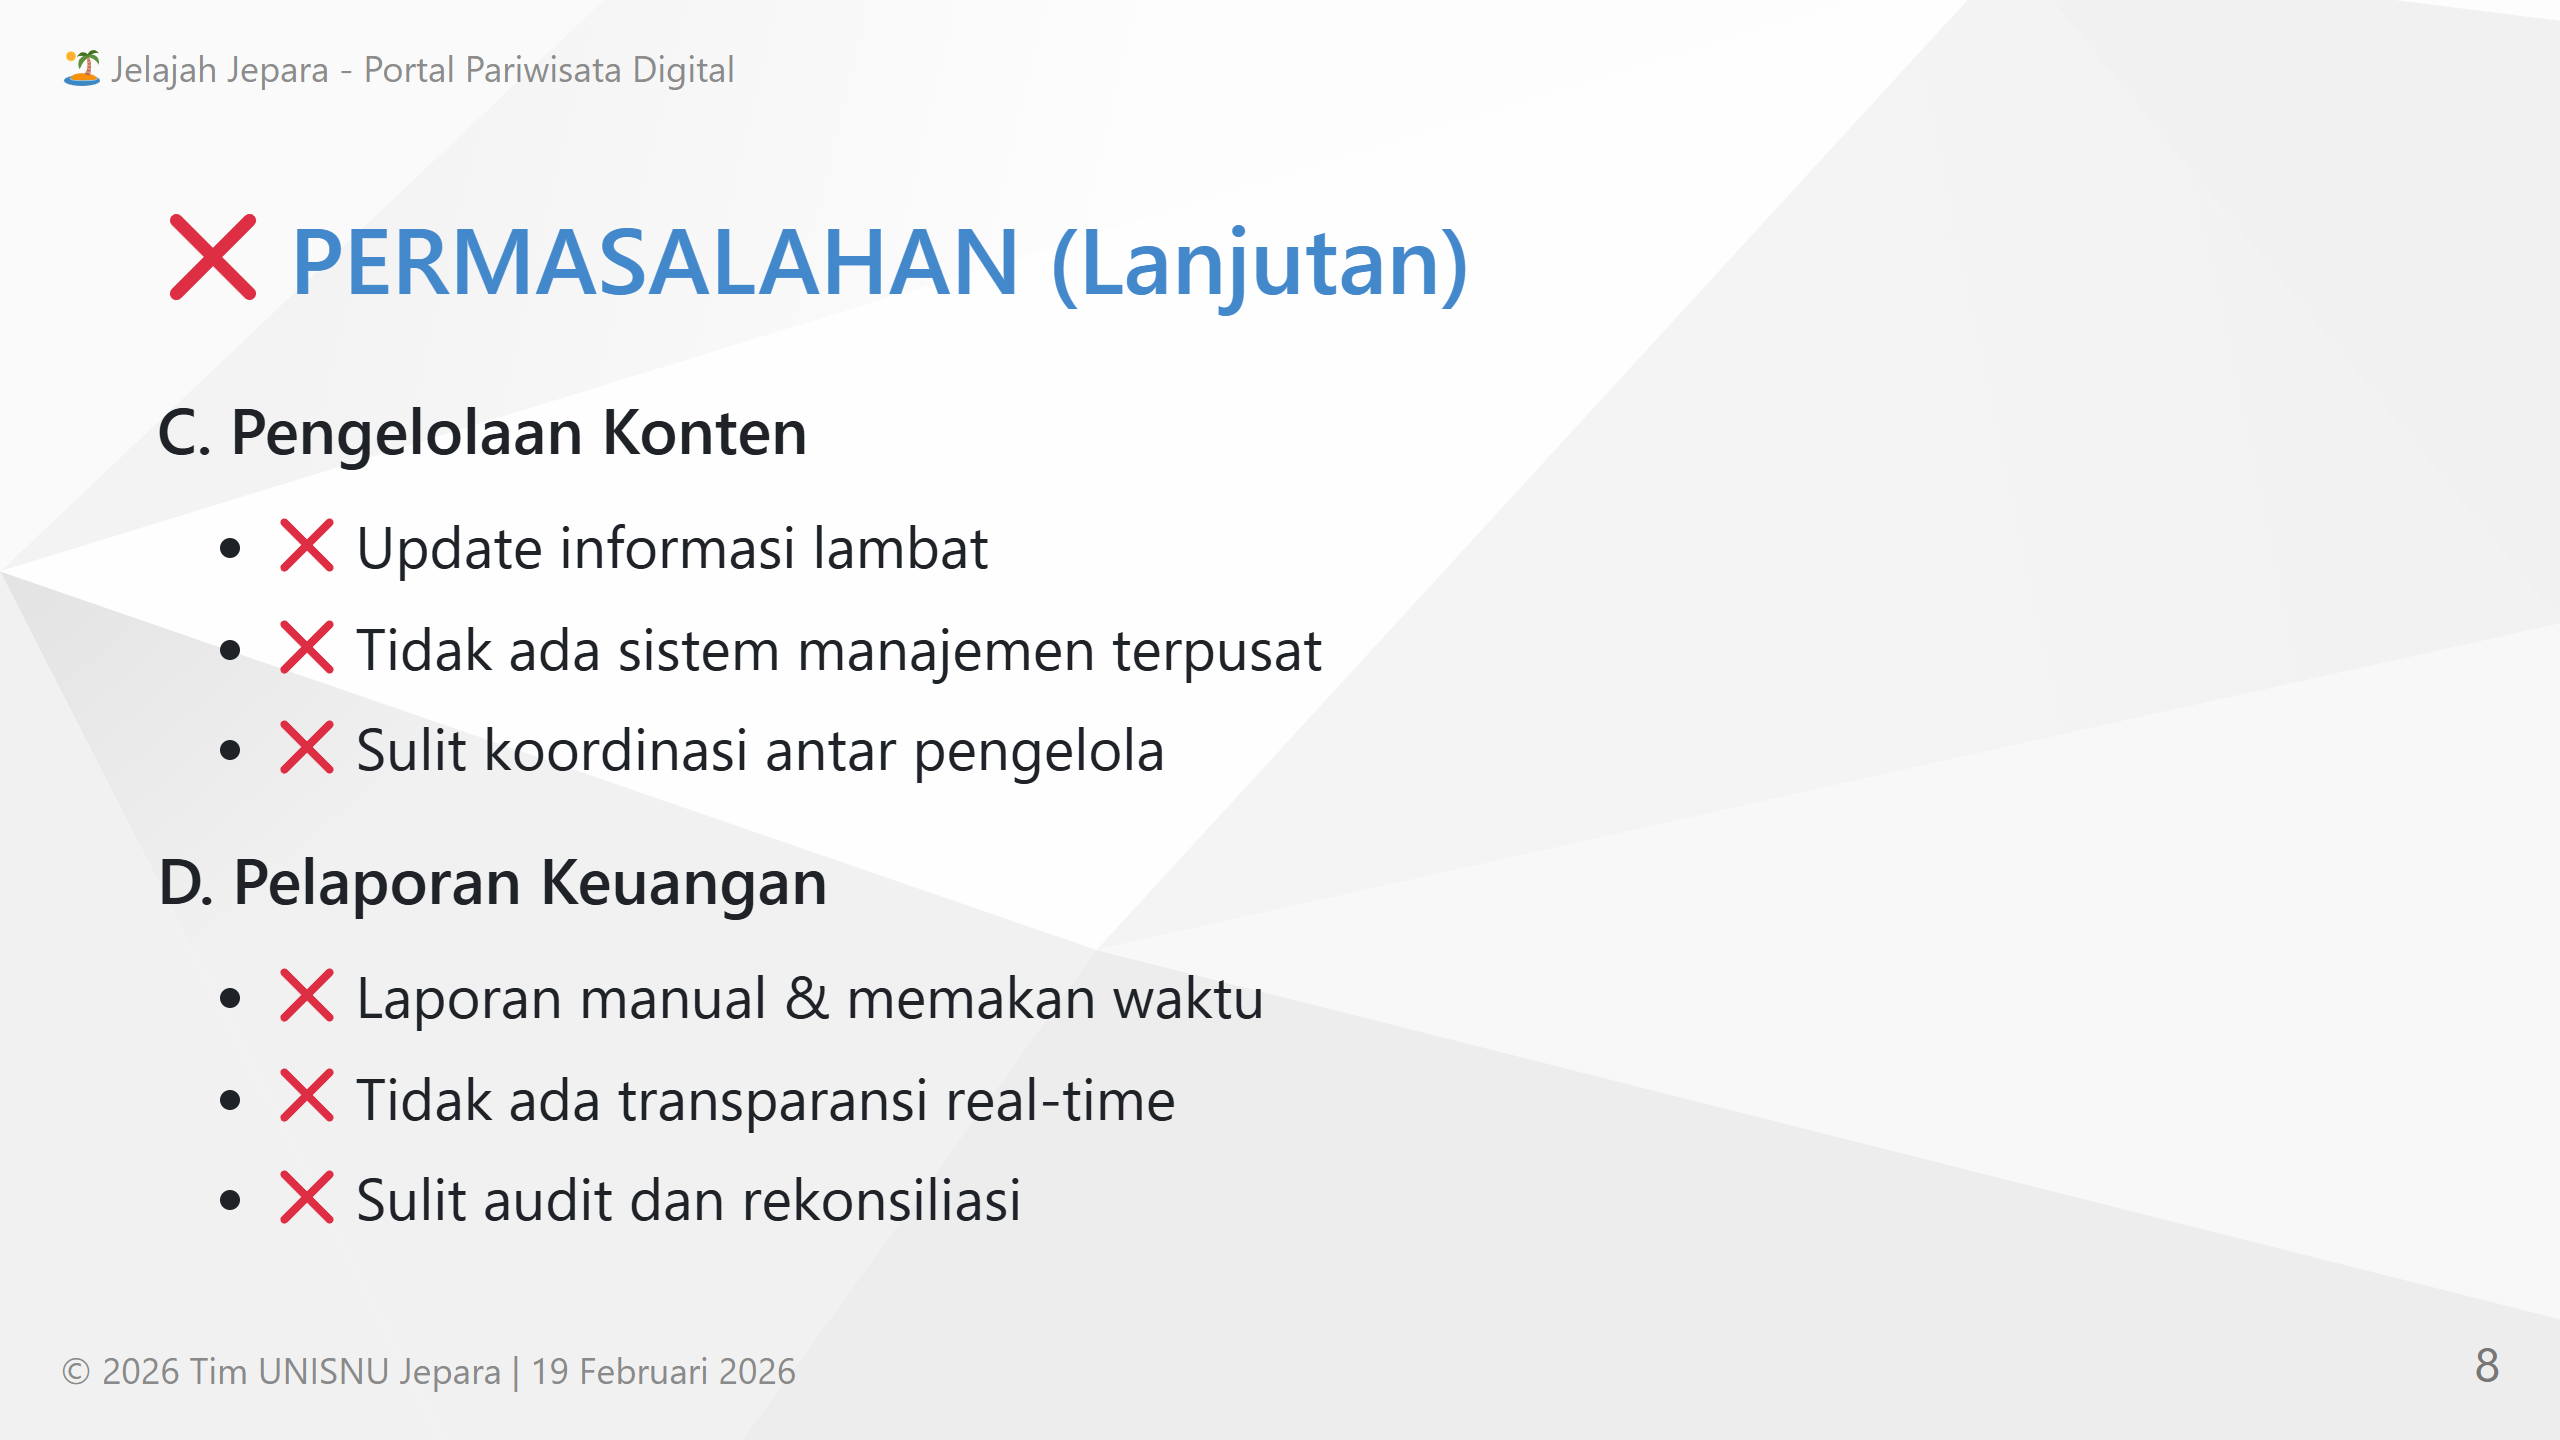 🏝️ Jelajah Jepara - Portal Pariwisata Digital
❌ PERMASALAHAN (Lanjutan)
C. Pengelolaan Konten
• ❌ Update informasi lambat
• ❌ Tidak ada sistem manajemen terpusat
• ❌ Sulit koordinasi antar pengelola
D. Pelaporan Keuangan
• ❌ Laporan manual & memakan waktu
• ❌ Tidak ada transparansi real-time
• ❌ Sulit audit dan rekonsiliasi
© 2026 Tim UNISNU Jepara | 19 Februari 2026
8